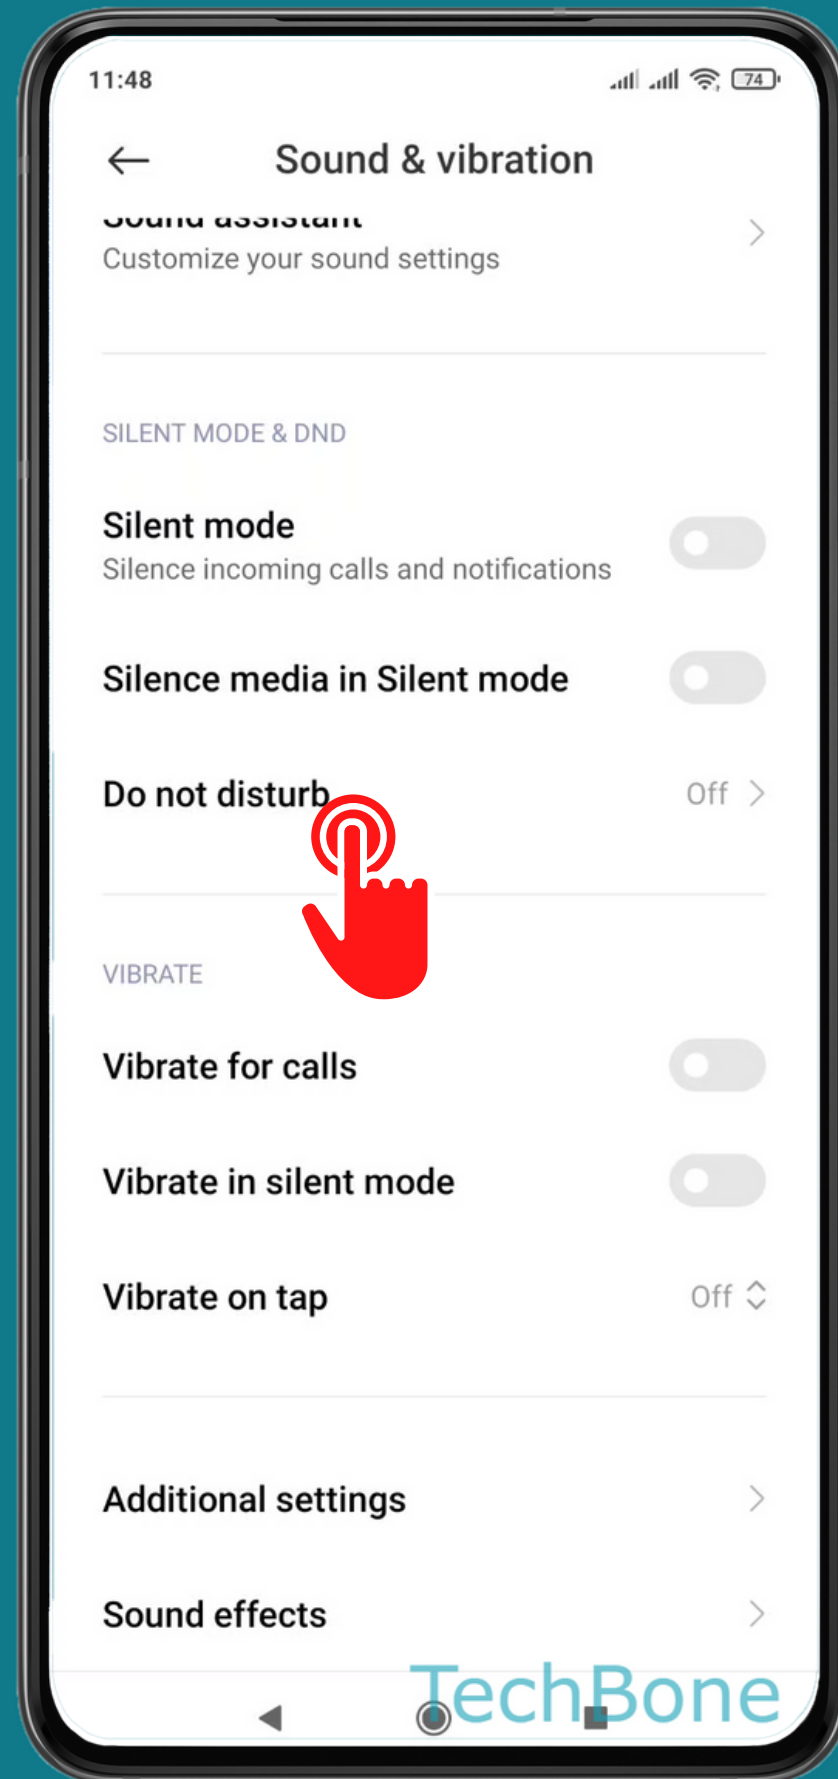 11:48
74
Sound & vibration
Sound assistant
Customize your sound settings
SILENT MODE & DND
Silent mode
Silence incoming calls and notifications
Silence media in Silent mode
Do not disturb
Off
VIBRATE
Vibrate for calls
Vibrate in silent mode
Vibrate on tap
Off
Additional settings
Sound effects
TechBone